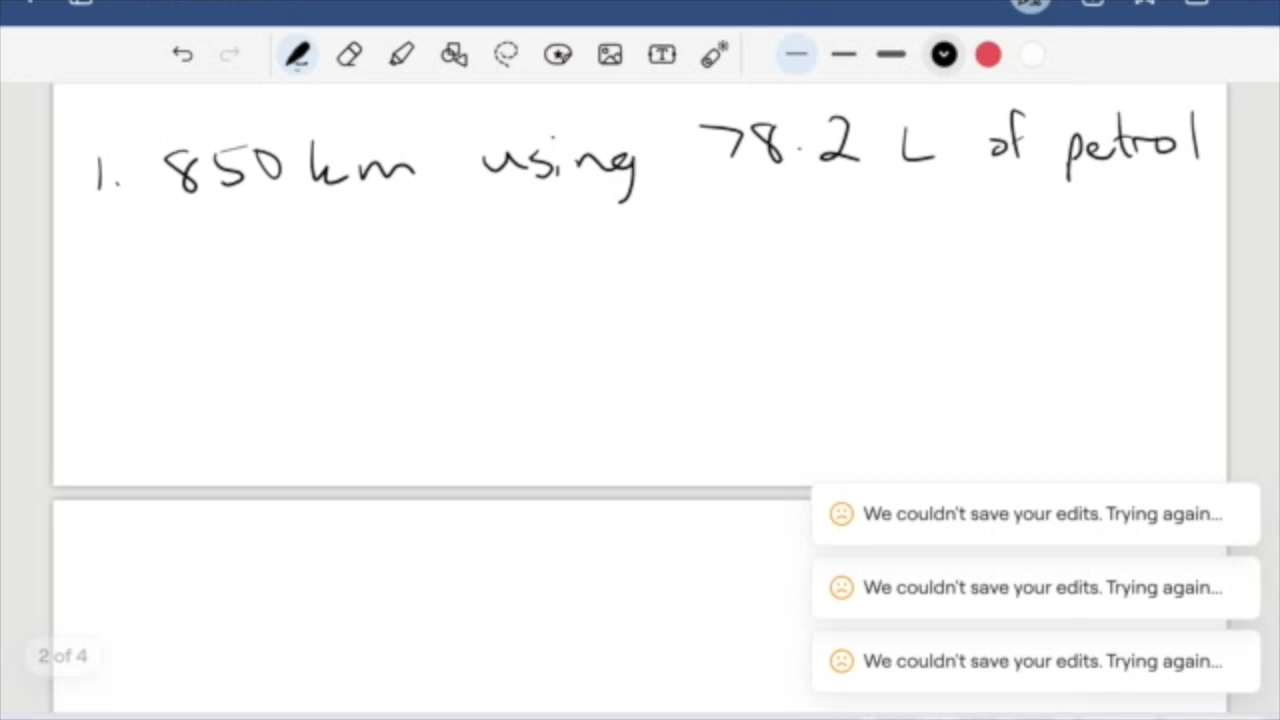 1. 850 km using 78.2 L of petrol
We couldn't save your edits. Trying again...
We couldn't save your edits. Trying again...
2 of 4
We couldn't save your edits. Trying again...